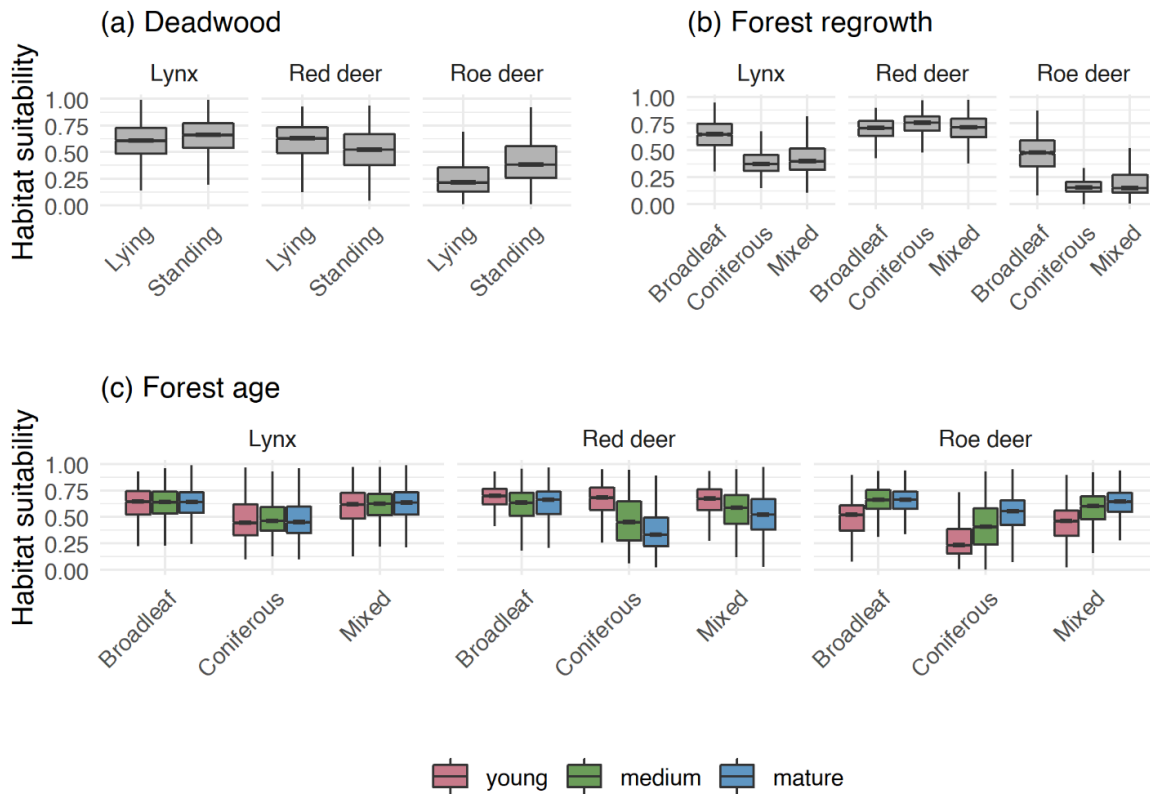 (a) Deadwood
Habitat suitability
Lynx
Red deer
Roe deer
1.00
0.75
0.50
0.25
0.00
Lying
Standing
Lying
Standing
Lying
Standing
(b) Forest regrowth
Lynx
Red deer
Roe deer
1.00
0.75
0.50
0.25
0.00
Broadleaf
Coniferous
Mixed
Broadleaf
Coniferous
Mixed
Broadleaf
Coniferous
Mixed
(c) Forest age
Habitat suitability
Lynx
Red deer
Roe deer
1.00
0.75
0.50
0.25
0.00
Broadleaf
Coniferous
Mixed
Broadleaf
Coniferous
Mixed
Broadleaf
Coniferous
Mixed
young medium mature